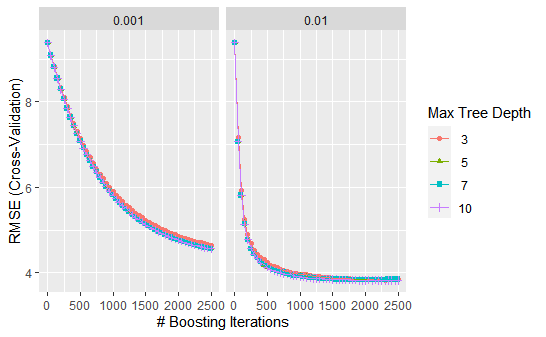 0.001 0.01
RMSE (Cross-Validation)
8
6
4
0 500 1000 1500 2000 2500 0 500 1000 1500 2000 2500
# Boosting Iterations
Max Tree Depth
3
5
7
10